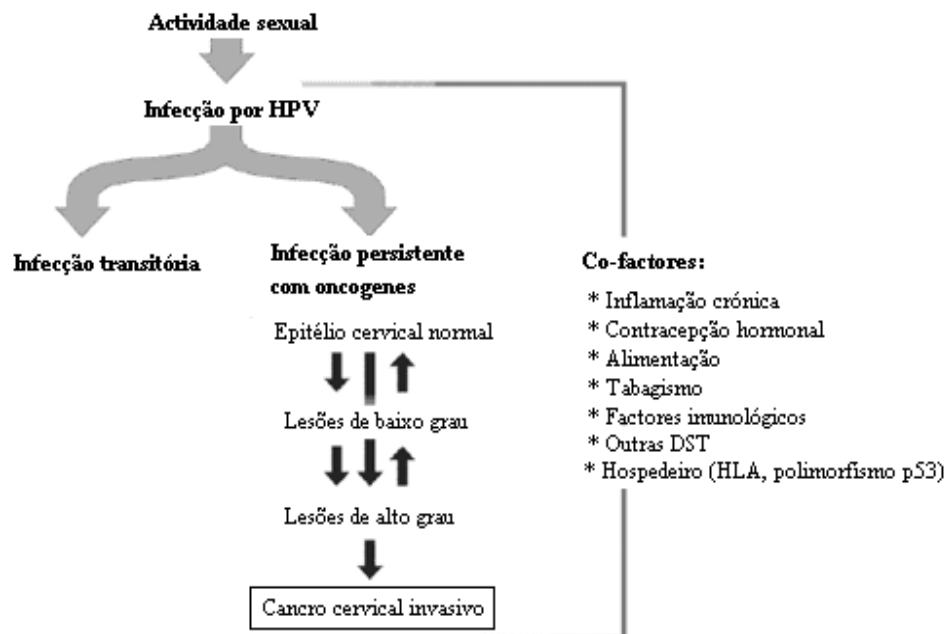 Actividade sexual
Infecção por HPV
Infecção transitória
Infecção persistente
com oncogenes
Epitélio cervical normal
Lesões de baixo grau
Lesões de alto grau
Cancro cervical invasivo
Co-factores:
* Inflamação crónica
* Contracepção hormonal
* Alimentação
* Tabagismo
* Factores imunológicos
* Outras DST
* Hospedeiro (HLA, polimorfismo p53)